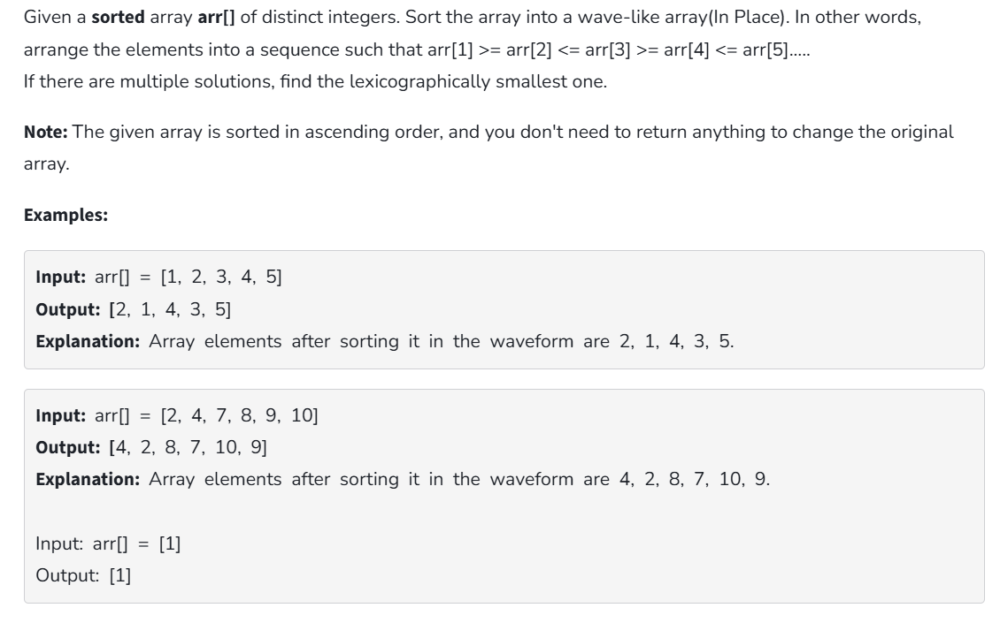 Given a sorted array arr[] of distinct integers. Sort the array into a wave-like array(In Place). In other words,
arrange the elements into a sequence such that arr[1] >= arr[2] <= arr[3] >= arr[4] <= arr[5].....
If there are multiple solutions, find the lexicographically smallest one.
Note: The given array is sorted in ascending order, and you don't need to return anything to change the original
array.
Examples:
Input: arr[] = [1, 2, 3, 4, 5]
Output: [2, 1, 4, 3, 5]
Explanation: Array elements after sorting it in the waveform are 2, 1, 4, 3, 5.
Input: arr[] = [2, 4, 7, 8, 9, 10]
Output: [4, 2, 8, 7, 10, 9]
Explanation: Array elements after sorting it in the waveform are 4, 2, 8, 7, 10, 9.
Input: arr[] = [1]
Output: [1]